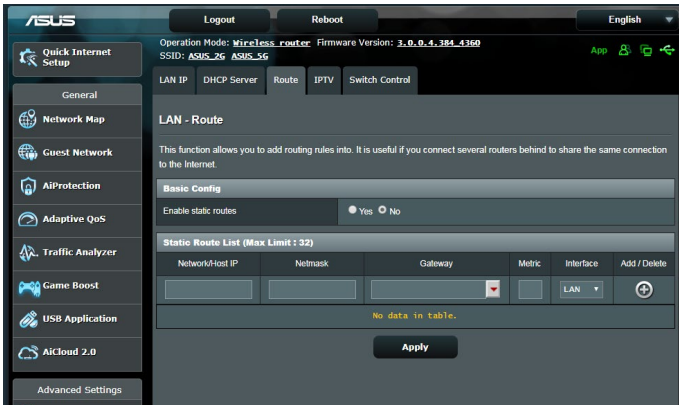 ASUS
Logout
Reboot
English
Quick Internet
Setup
Operation Mode: Wireless router Firmware Version: 3.0.0.4.384_4360
SSID: ASUS_2G ASUS_5G
App
LAN IP
DHCP Server
Route
IPTV
Switch Control
General
Network Map
Guest Network
AiProtection
Adaptive QoS
Traffic Analyzer
Game Boost
USB Application
AiCloud 2.0
Advanced Settings
LAN - Route
This function allows you to add routing rules into. It is useful if you connect several routers behind to share the same connection
to the Internet.
Basic Config
Enable static routes
Yes No
Static Route List (Max Limit : 32)
Network/Host IP
Netmask
Gateway
Metric
Interface
Add / Delete
LAN
No data in table.
Apply